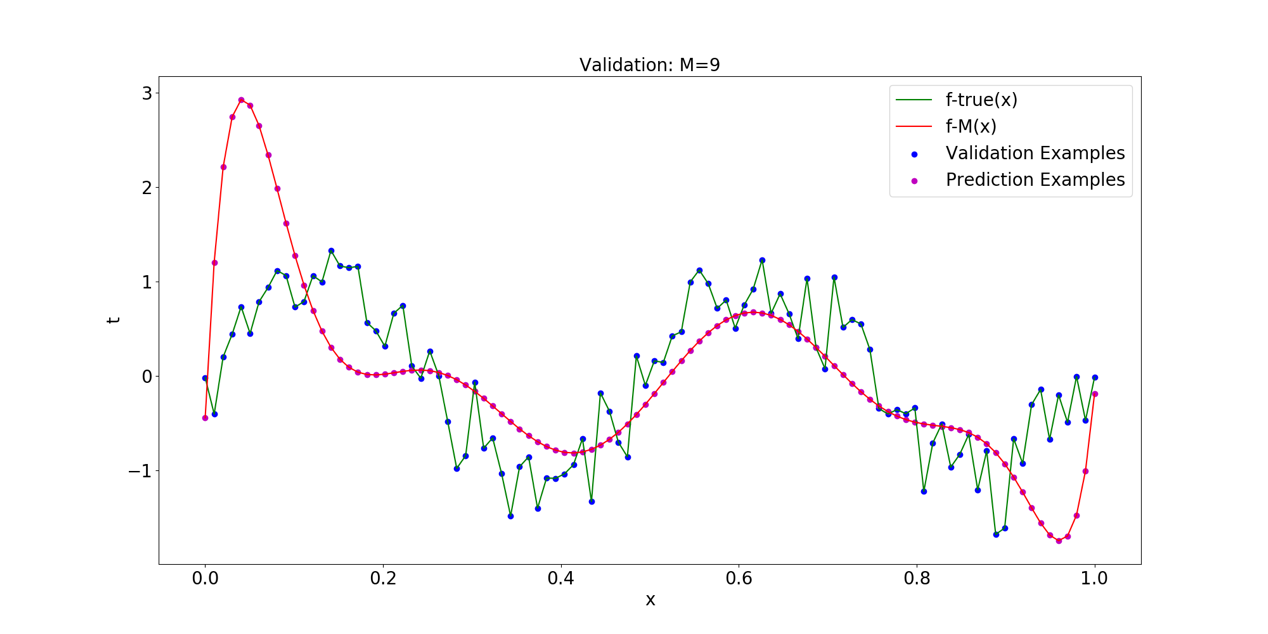 Validation: M=9
f-true(x)
f-M(x)
Validation Examples
Prediction Examples
t
3
2
1
0
−1
0.0 0.2 0.4 0.6 0.8 1.0
x